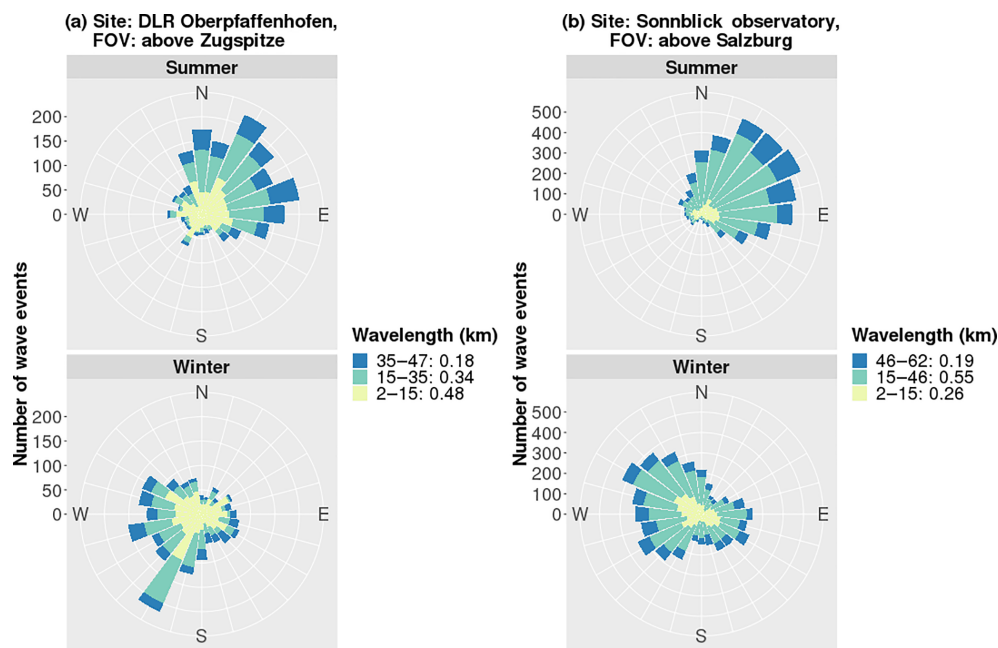 (a) Site: DLR Oberpfaffenhofen,
FOV: above Zugspitze
Summer
N
200
150
100
50
0
W
E
S
Winter
N
200
150
100
50
0
W
E
S
Number of wave events
Wavelength (km)
35–47: 0.18
15–35: 0.34
2–15: 0.48
(b) Site: Sonnblick observatory,
FOV: above Salzburg
Summer
N
500
400
300
200
100
0
W
E
S
Winter
N
500
400
300
200
100
0
W
E
S
Number of wave events
Wavelength (km)
46–62: 0.19
15–46: 0.55
2–15: 0.26